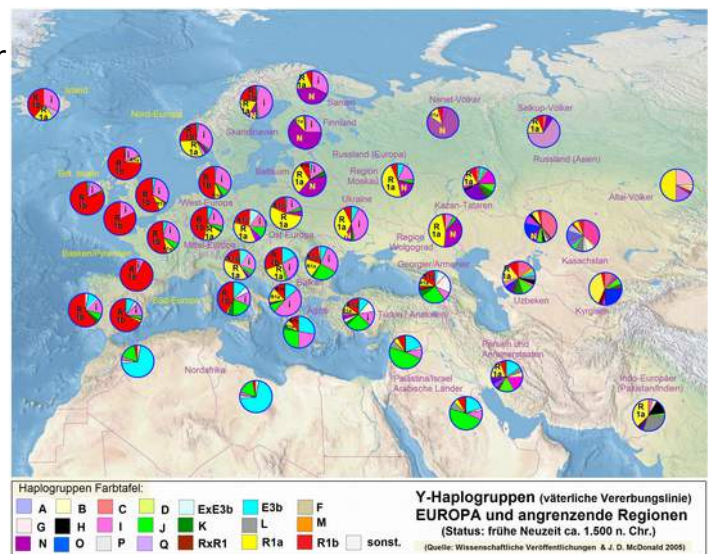 r
Island
Nord-Europa
Skandinavien
Samen
Finnland
Nenet-Völker
Selkup-Völker
Russland (Europa)
Russland (Asien)
Baltikum
Region
Moskau
Kazan-Tataren
Altai-Völker
Brit. Inseln
West-Europa
Mittel-Europa
Ost-Europa
Ukraine
Region
Wolgograd
Kasachstan
Basken/Pyrenäen
Süd-Europa
Balkan
Georgier/Armenier
Usbeken
Kyrgisen
Türkei / Anatolien
Nordafrika
Palästina/Israel
Arabische Länder
Persien und
Indo-Europäer
(Pakistan/Indien)
Haplogruppen Farbtafel:
A B C D ExE3b E3b F
G H I J K L M
N O P Q RxR1 R1a R1b sonst.
Y-Haplogruppen (väterliche Vererbungslinie)
EUROPA und angrenzende Regionen
(Status: frühe Neuzeit ca. 1.500 n. Chr.)
(Quelle: Wissenschaftliche Veröffentlichungen & J. D. McDonald 2005)